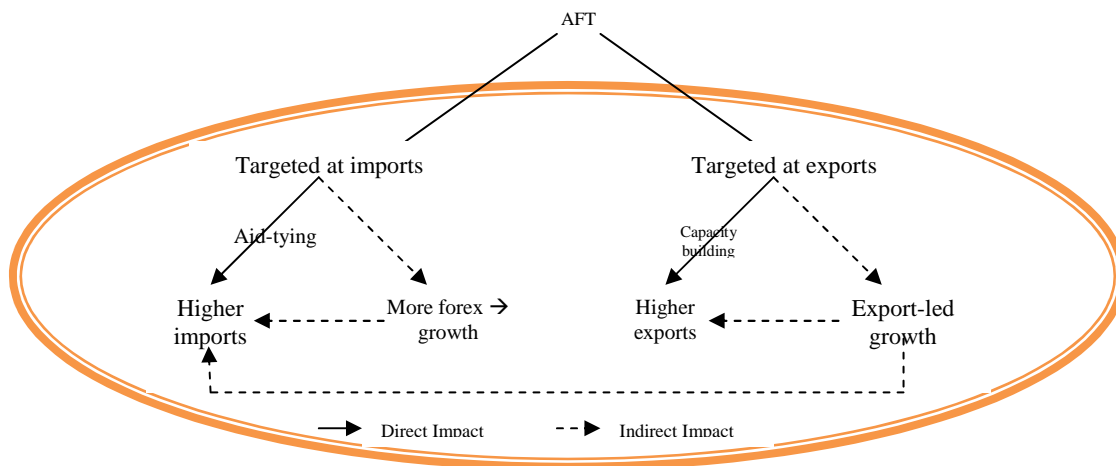 AFT
Targeted at imports
Targeted at exports
Aid-tying
Capacity
building
Higher
imports
More forex →
growth
Higher
exports
Export-led
growth
Direct Impact
Indirect Impact